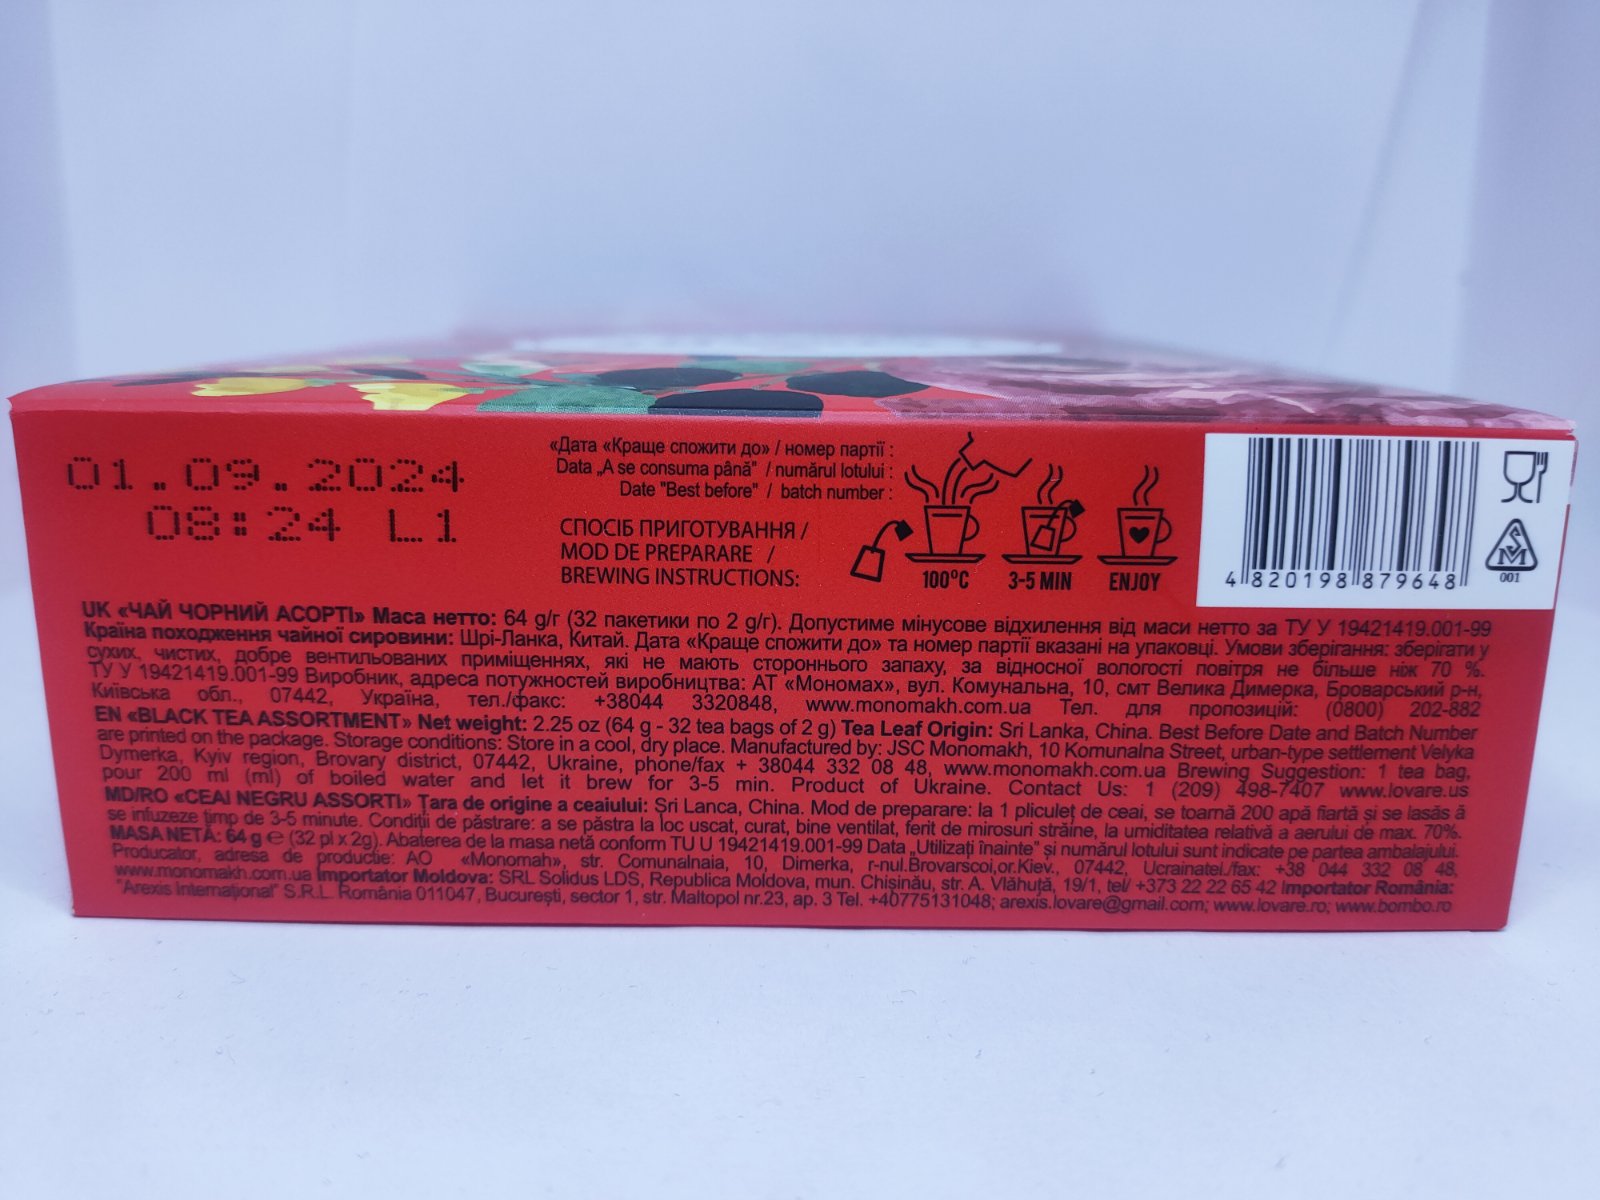 01.09.2024
08:24 L1
«Дата «Краще спожити до» / номер партії :
Data „A se consuma până" / numărul lotului :
Date "Best before" / batch number :
СПОСІБ ПРИГОТУВАННЯ /
MOD DE PREPARARE /
BREWING INSTRUCTIONS:
100°C
3-5 MIN
ENJOY
4 820198 879648
001
UK «ЧАЙ ЧОРНИЙ АСОРТІ» Маса нетто: 64 g/г (32 пакетики по 2 g/г). Допустиме мінусове відхилення від маси нетто за ТУ У 19421419.001-99
Країна походження чайної сировини: Шрі-Ланка, Китай. Дата «Краще спожити до» та номер партії вказані на упаковці. Умови зберігання: зберігати у
сухих, чистих, добре вентильованих приміщеннях, які не мають стороннього запаху, за відносної вологості повітря не більше ніж 70 %.
ТУ У 19421419.001-99 Виробник, адреса потужностей виробництва: АТ «Мономах», вул. Комунальна, 10, смт Велика Димерка, Броварський р-н,
Київська обл., 07442, Україна, тел./факс: +38044 3320848, www.monomakh.com.ua Тел. для пропозицій: (0800) 202-882
EN «BLACK TEA ASSORTMENT» Net weight: 2.25 oz (64 g - 32 tea bags of 2 g) Tea Leaf Origin: Sri Lanka, China. Best Before Date and Batch Number
are printed on the package. Storage conditions: Store in a cool, dry place. Manufactured by: JSC Monomakh, 10 Komunalna Street, urban-type settlement Velyka
Dymerka, Kyiv region, Brovary district, 07442, Ukraine, phone/fax + 38044 332 08 48, www.monomakh.com.ua Brewing Suggestion: 1 tea bag,
pour 200 ml (ml) of boiled water and let it brew for 3-5 min. Product of Ukraine. Contact Us: 1 (209) 498-7407 www.lovare.us
MD/RO «CEAI NEGRU ASSORTI» Țara de origine a ceaiului: Sri Lanca, China. Mod de preparare: la 1 pliculeț de ceai, se toarnă 200 apă fiartă și se lasăs ă
se infuzeze timp de 3-5 minute. Condiții de păstrare: a se păstra la loc uscat, curat, bine ventilat, ferit de mirosuri străine, la umiditatea relativă a aerului de max. 70%.
MASA NETĂ: 64 g ℮ (32 pl x 2g). Abaterea de la masa netă conform TU U 19421419.001-99 Data „Utilizați înainte" și numărul lotului sunt indicate pe partea ambalajului.
Producator, adresa de producție: AO «Monomah», str. Comunalnaia, 10, Dimerka, r-nul.Brovarscoi,or.Kiev., 07442, Ucrainatel./fax: +38 044 332 08 48,
www.monomakh.com.ua Importator Moldova: SRL Solidus LDS, Republica Moldova, mun. Chișinău, str. A. Vlăhuță, 19/1, tel/ +373 22 22 65 42 Importator România:
"Arexis Internațional" S.R.L. România 011047, București, sector 1, str. Maltopol nr.23, ap. 3 Tel. +40775131048; arexis.lovare@gmail.com; www.lovare.ro; www.bombo.ro